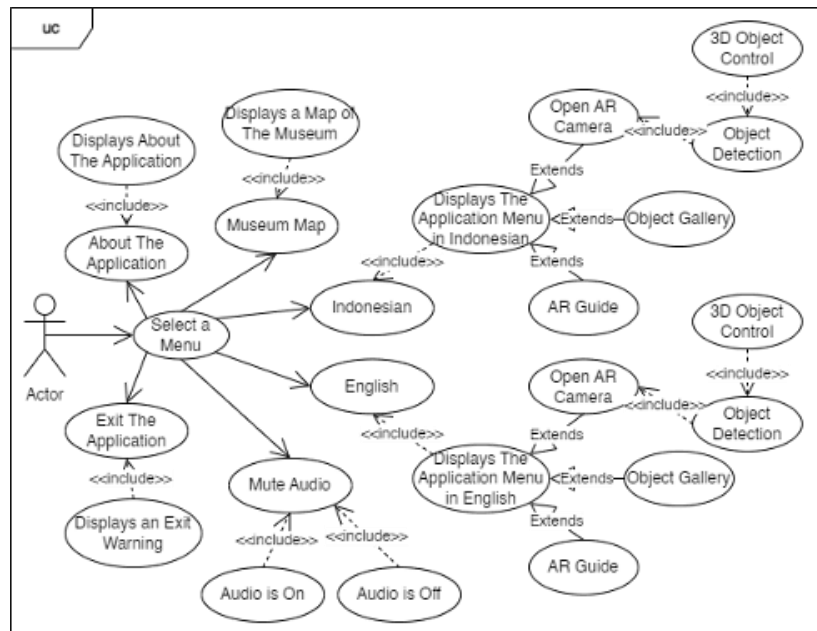 uc
3D Object
Control
<<include>>
Displays a Map of
The Museum
Open AR
Camera
<<include>>
Object
Detection
Displays About
The Application
<<include>>
Extends
<<include>>
Museum Map
Displays The
Application Menu
in Indonesian
Extends
Object Gallery
About The
Application
<<include>>
Extends
Indonesian
AR Guide
Select a
Menu
Actor
3D Object
Control
<<include>>
English
Open AR
Camera
<<include>>
Object
Detection
Exit The
Application
<<include>>
Extends
Displays The
Application Menu
in English
Extends
Object Gallery
<<include>>
Mute Audio
Displays an Exit
Warning
Extends
<<include>>
<<include>>
AR Guide
Audio is On
Audio is Off